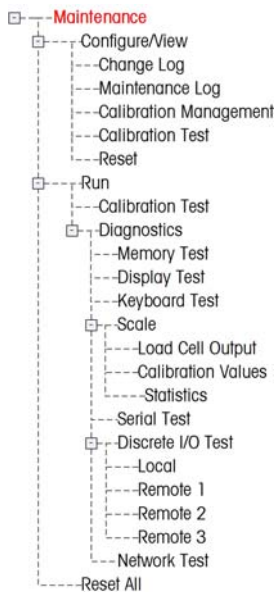 Maintenance
Configure/View
Change Log
Maintenance Log
Calibration Management
Calibration Test
Reset
Run
Calibration Test
Diagnostics
Memory Test
Display Test
Keyboard Test
Scale
Load Cell Output
Calibration Values
Statistics
Serial Test
Discrete I/O Test
Local
Remote 1
Remote 2
Remote 3
Network Test
Reset All